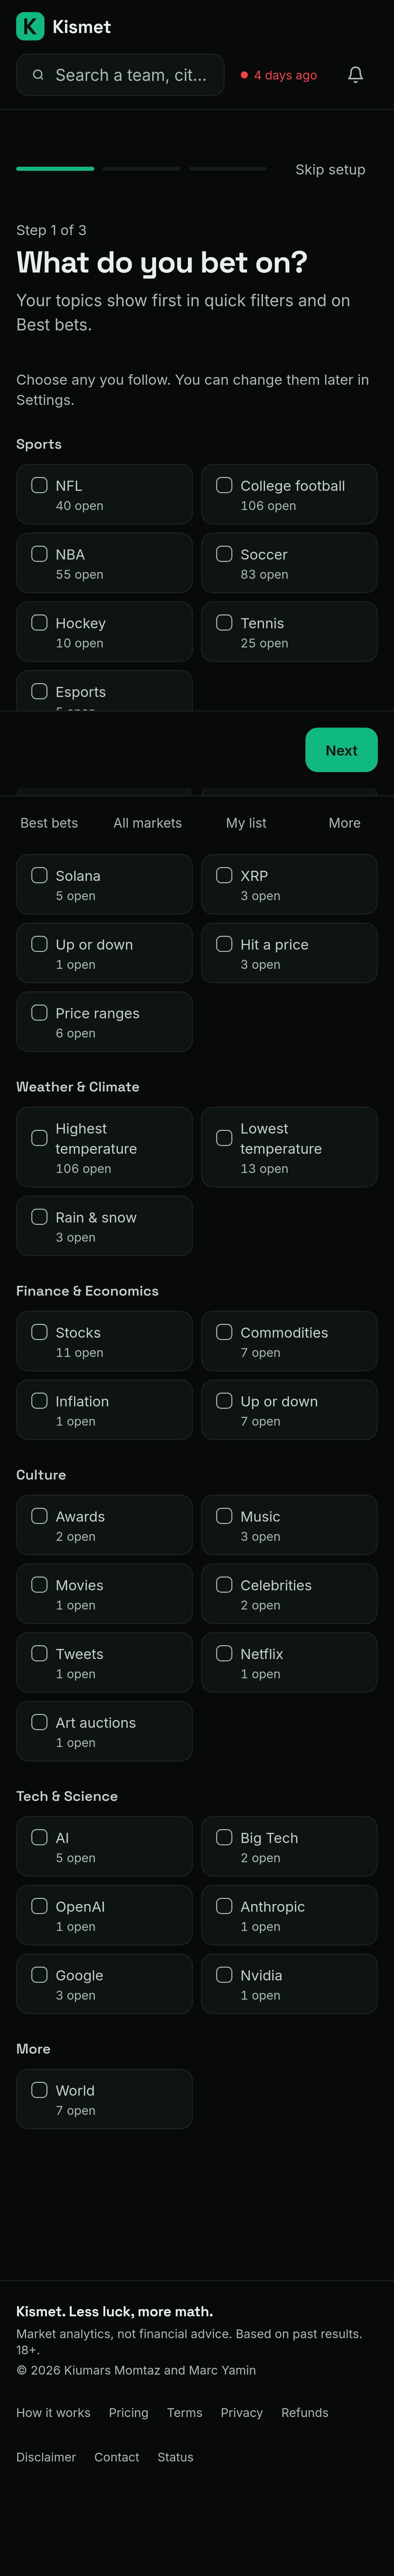 Kismet
Search a team, cit...
4 days ago
Skip setup
Step 1 of 3
What do you bet on?
Your topics show first in quick filters and on
Best bets.
Choose any you follow. You can change them later in
Settings.
Sports
NFL
40 open
College football
106 open
NBA
55 open
Soccer
83 open
Hockey
10 open
Tennis
25 open
Esports
Next
Best bets
All markets
My list
More
Solana
5 open
XRP
3 open
Up or down
1 open
Hit a price
3 open
Price ranges
6 open
Weather & Climate
Highest
temperature
106 open
Lowest
temperature
13 open
Rain & snow
3 open
Finance & Economics
Stocks
11 open
Commodities
7 open
Inflation
1 open
Up or down
7 open
Culture
Awards
2 open
Music
3 open
Movies
1 open
Celebrities
2 open
Tweets
1 open
Netflix
1 open
Art auctions
1 open
Tech & Science
AI
5 open
Big Tech
2 open
OpenAI
1 open
Anthropic
1 open
Google
3 open
Nvidia
1 open
More
World
7 open
Kismet. Less luck, more math.
Market analytics, not financial advice. Based on past results.
18+.
© 2026 Kiumars Momtaz and Marc Yamin
How it works
Pricing
Terms
Privacy
Refunds
Disclaimer
Contact
Status